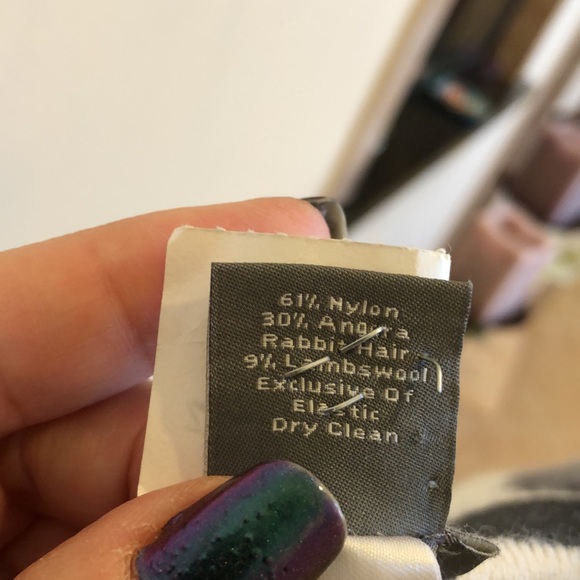 61% Nylon
30% Angora
Rabbit Hair
9% Lambswool
Exclusive Of
Elastic
Dry Clean